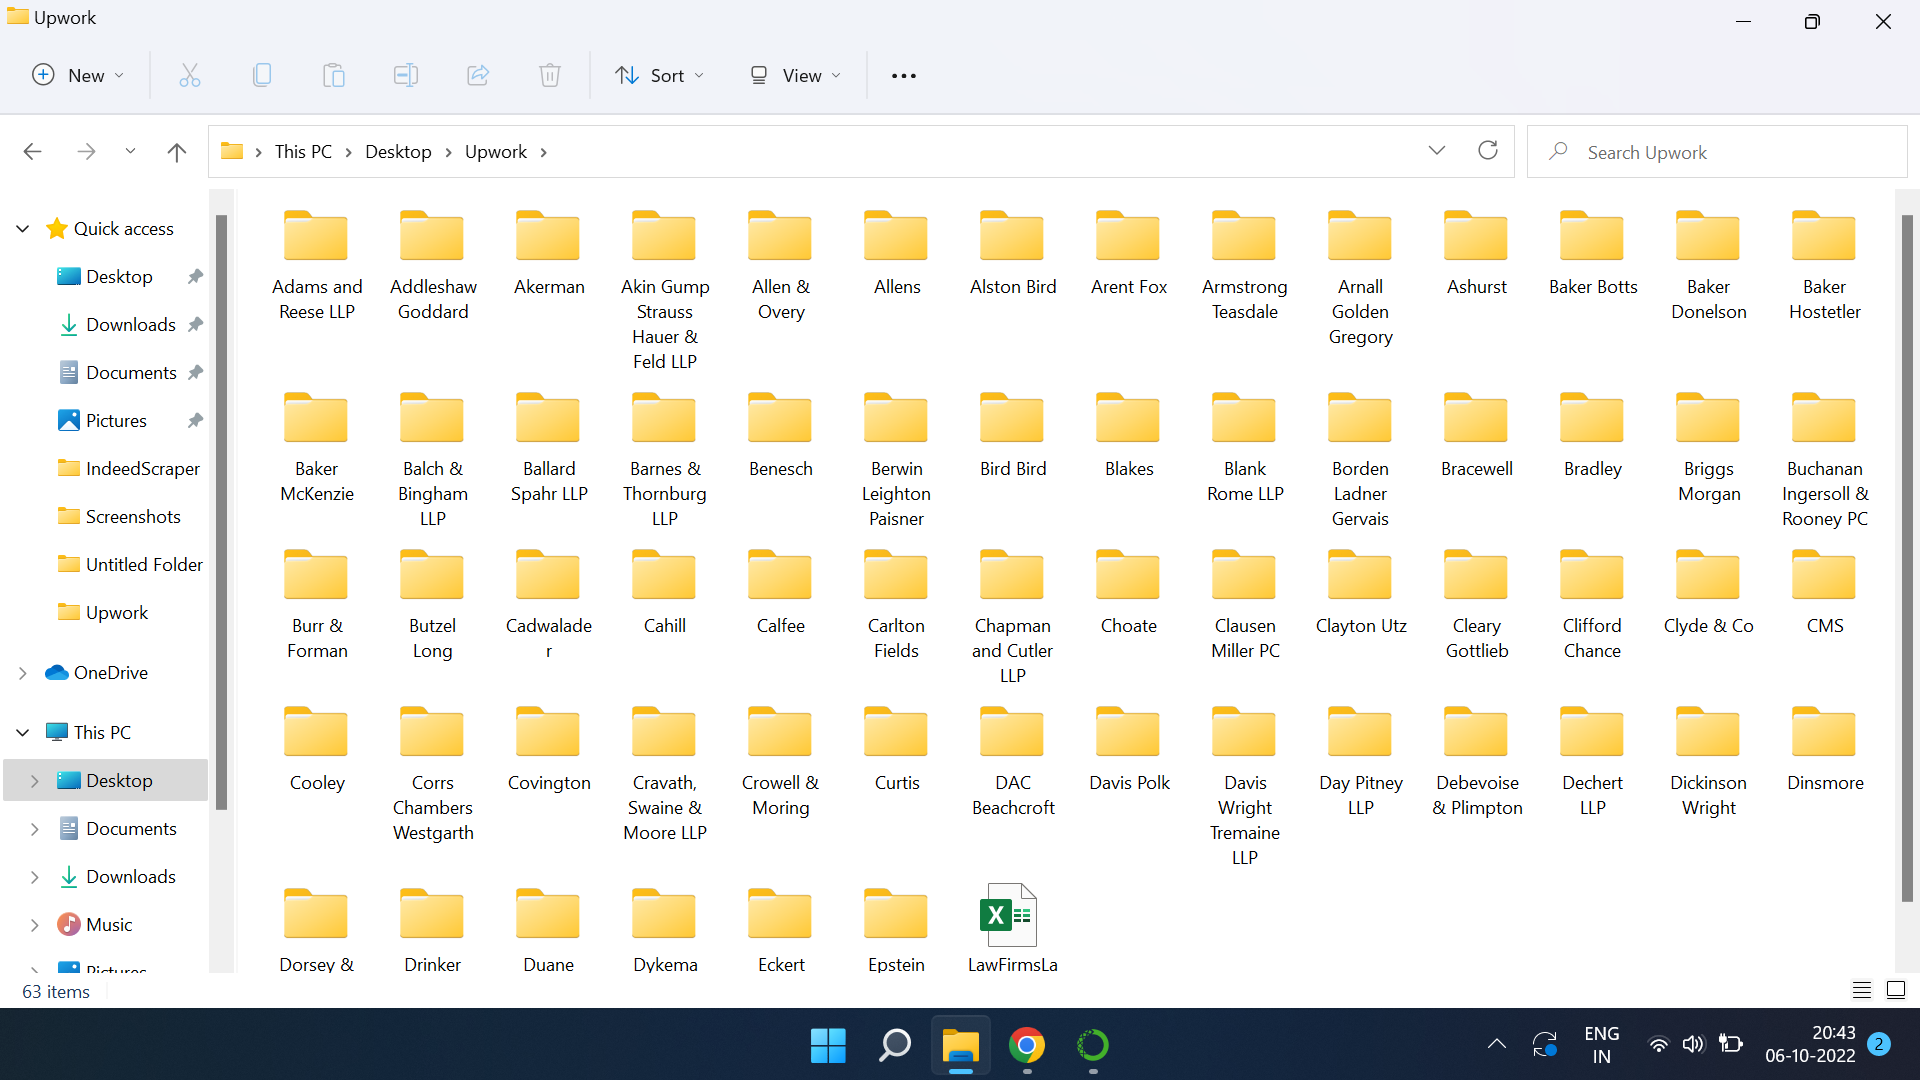 Upwork
New
Sort
View
This PC
Desktop
Upwork
Search Upwork
Quick access
Desktop
Downloads
Documents
Pictures
IndeedScraper
Screenshots
Untitled Folder
Upwork
OneDrive
This PC
Desktop
Documents
Downloads
Music
Pictures
Adams and
Reese LLP
Addleshaw
Goddard
Akerman
Akin Gump
Strauss
Hauer &
Feld LLP
Allen &
Overy
Allens
Alston Bird
Arent Fox
Armstrong
Teasdale
Arnall
Golden
Gregory
Ashurst
Baker Botts
Baker
Donelson
Baker
Hostetler
Baker
McKenzie
Balch &
Bingham
LLP
Ballard
Spahr LLP
Barnes &
Thornburg
LLP
Benesch
Berwin
Leighton
Paisner
Bird Bird
Blakes
Blank
Rome LLP
Borden
Ladner
Gervais
Bracewell
Bradley
Briggs
Morgan
Buchanan
Ingersoll &
Rooney PC
Burr &
Forman
Butzel
Long
Cadwalade
r
Cahill
Calfee
Carlton
Fields
Chapman
and Cutler
LLP
Choate
Clausen
Miller PC
Clayton Utz
Cleary
Gottlieb
Clifford
Chance
Clyde & Co
CMS
Cooley
Corrs
Chambers
Westgarth
Covington
Cravath,
Swaine &
Moore LLP
Crowell &
Moring
Curtis
DAC
Beachcroft
Davis Polk
Davis
Wright
Tremaine
LLP
Day Pitney
LLP
Debevoise
& Plimpton
Dechert
LLP
Dickinson
Wright
Dinsmore
Dorsey &
Drinker
Duane
Dykema
Eckert
Epstein
LawFirmsLa
63 items
ENG
IN
20:43
06-10-2022
2